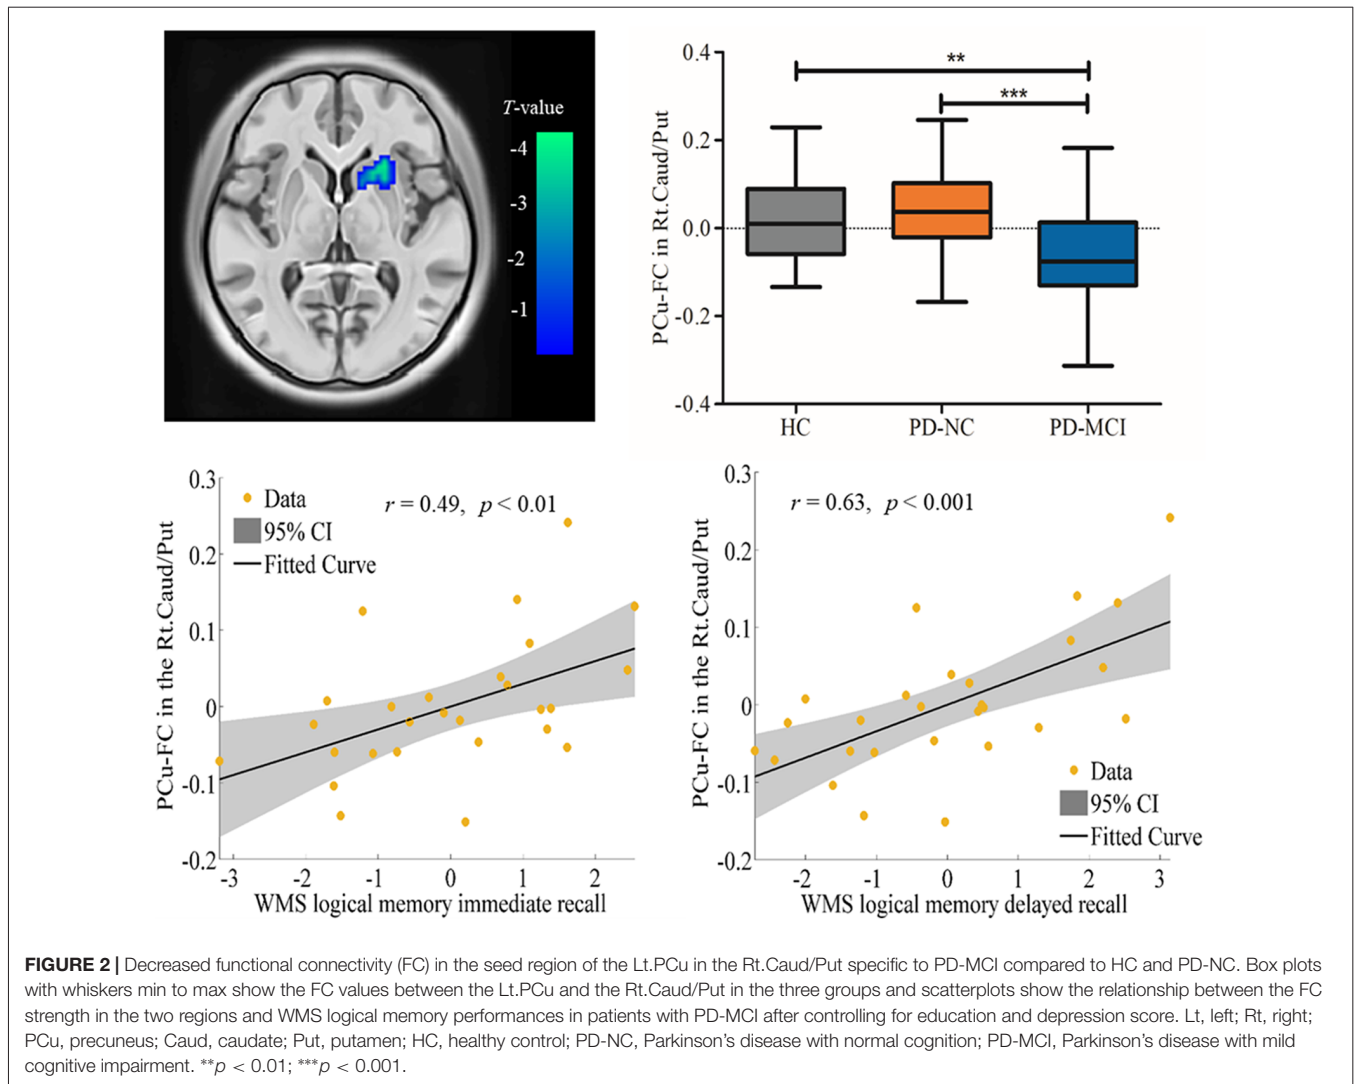 T-value
-4
-3
-2
-1
PCu-FC in Rt.Caud/Put
0.4
0.2
0.0
-0.2
-0.4
**
***
HC PD-NC PD-MCI
PCu-FC in the Rt.Caud/Put
0.3
0.2
0.1
0
-0.1
-0.2
Data
95% CI
Fitted Curve
r = 0.49, p < 0.01
-3 -2 -1 0 1 2
WMS logical memory immediate recall
PCu-FC in the Rt.Caud/Put
0.3
0.2
0.1
0
-0.1
-0.2
r = 0.63, p < 0.001
Data
95% CI
Fitted Curve
-2 -1 0 1 2 3
WMS logical memory delayed recall
FIGURE 2 | Decreased functional connectivity (FC) in the seed region of the Lt.PCu in the Rt.Caud/Put specific to PD-MCI compared to HC and PD-NC. Box plots
with whiskers min to max show the FC values between the Lt.PCu and the Rt.Caud/Put in the three groups and scatterplots show the relationship between the FC
strength in the two regions and WMS logical memory performances in patients with PD-MCI after controlling for education and depression score. Lt, left; Rt, right;
PCu, precuneus; Caud, caudate; Put, putamen; HC, healthy control; PD-NC, Parkinson's disease with normal cognition; PD-MCI, Parkinson's disease with mild
cognitive impairment. **p < 0.01; ***p < 0.001.